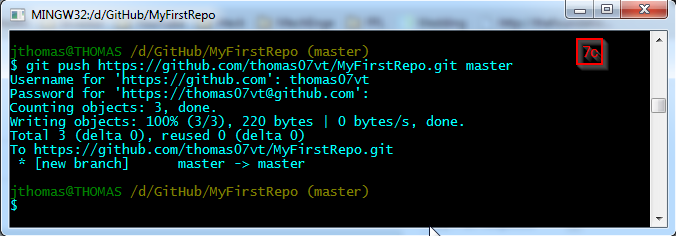 MINGW32:/d/GitHub/MyFirstRepo
jthomas@THOMAS /d/GitHub/MyFirstRepo (master)
7c
$ git push https://github.com/thomas07vt/MyFirstRepo.git master
Username for 'https://github.com': thomas07vt
Password for 'https://thomas07vt@github.com':
Counting objects: 3, done.
Writing objects: 100% (3/3), 220 bytes | 0 bytes/s, done.
Total 3 (delta 0), reused 0 (delta 0)
To https://github.com/thomas07vt/MyFirstRepo.git
 * [new branch]      master -> master
jthomas@THOMAS /d/GitHub/MyFirstRepo (master)
$